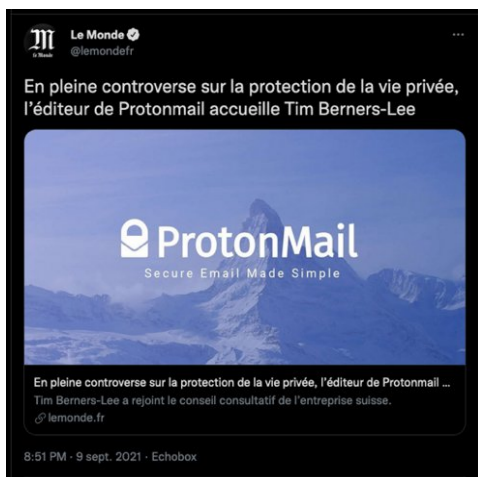 Le Monde
@lemondefr
En pleine controverse sur la protection de la vie privée,
l'éditeur de Protonmail accueille Tim Berners-Lee
ProtonMail
Secure Email Made Simple
En pleine controverse sur la protection de la vie privée, l'éditeur de Protonmail ...
Tim Berners-Lee a rejoint le conseil consultatif de l'entreprise suisse.
lemonde.fr
8:51 PM · 9 sept. 2021 · Echobox